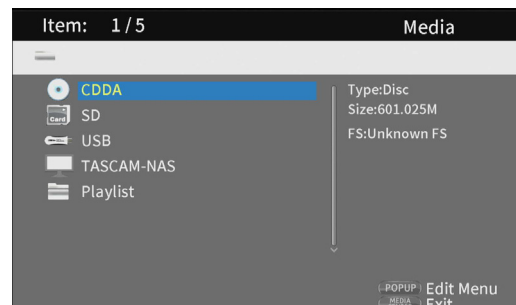 Item: 1/5 Media
CDDA
SD
USB
TASCAM-NAS
Playlist
Type:Disc
Size:601.025M
FS:Unknown FS
Card
POPUP Edit Menu
MEDIA Exit